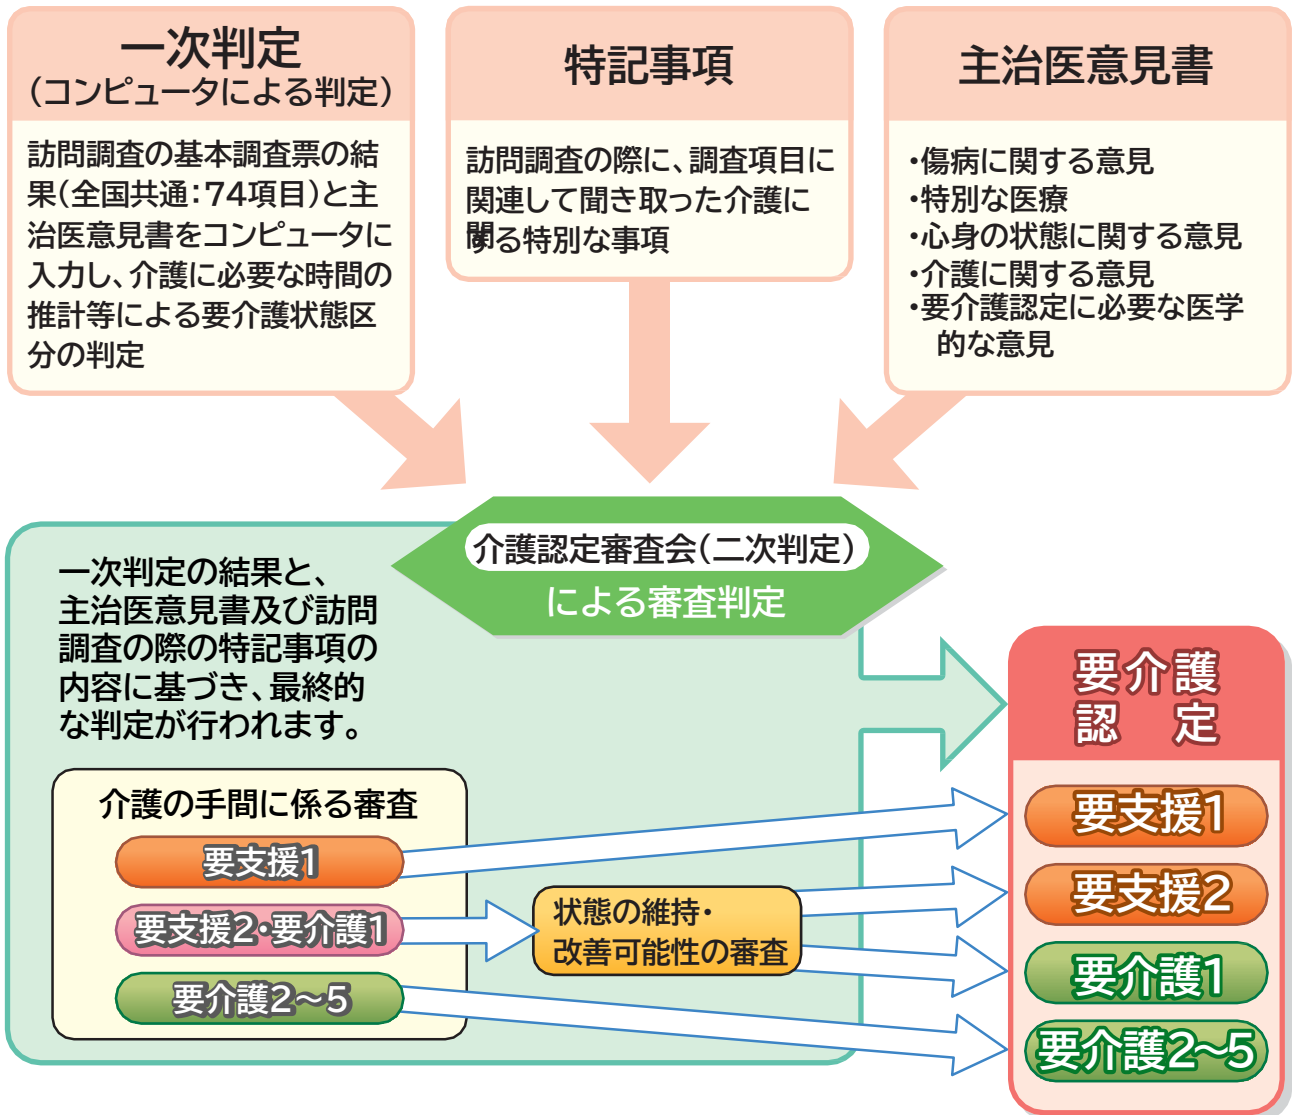 一次判定
（コンピュータによる判定）
訪問調査の基本調査票の結
果（全国共通：74項目）と主
治医意見書をコンピュータに
入力し、介護に必要な時間の
推計等による要介護状態区
分の判定
特記事項
訪問調査の際に、調査項目に
関連して聞き取った介護に
関する特別な事項
主治医意見書
・傷病に関する意見
・特別な医療
・心身の状態に関する意見
・介護に関する意見
・要介護認定に必要な医学
的な意見
介護認定審査会（二次判定）
による審査判定
一次判定の結果と、
主治医意見書及び訪問
調査の際の特記事項の
内容に基づき、最終的
な判定が行われます。
介護の手間に係る審査
要支援1
要支援2・要介護1
要介護2〜5
状態の維持・
改善可能性の審査
要介護
認　定
要支援1
要支援2
要介護1
要介護2〜5